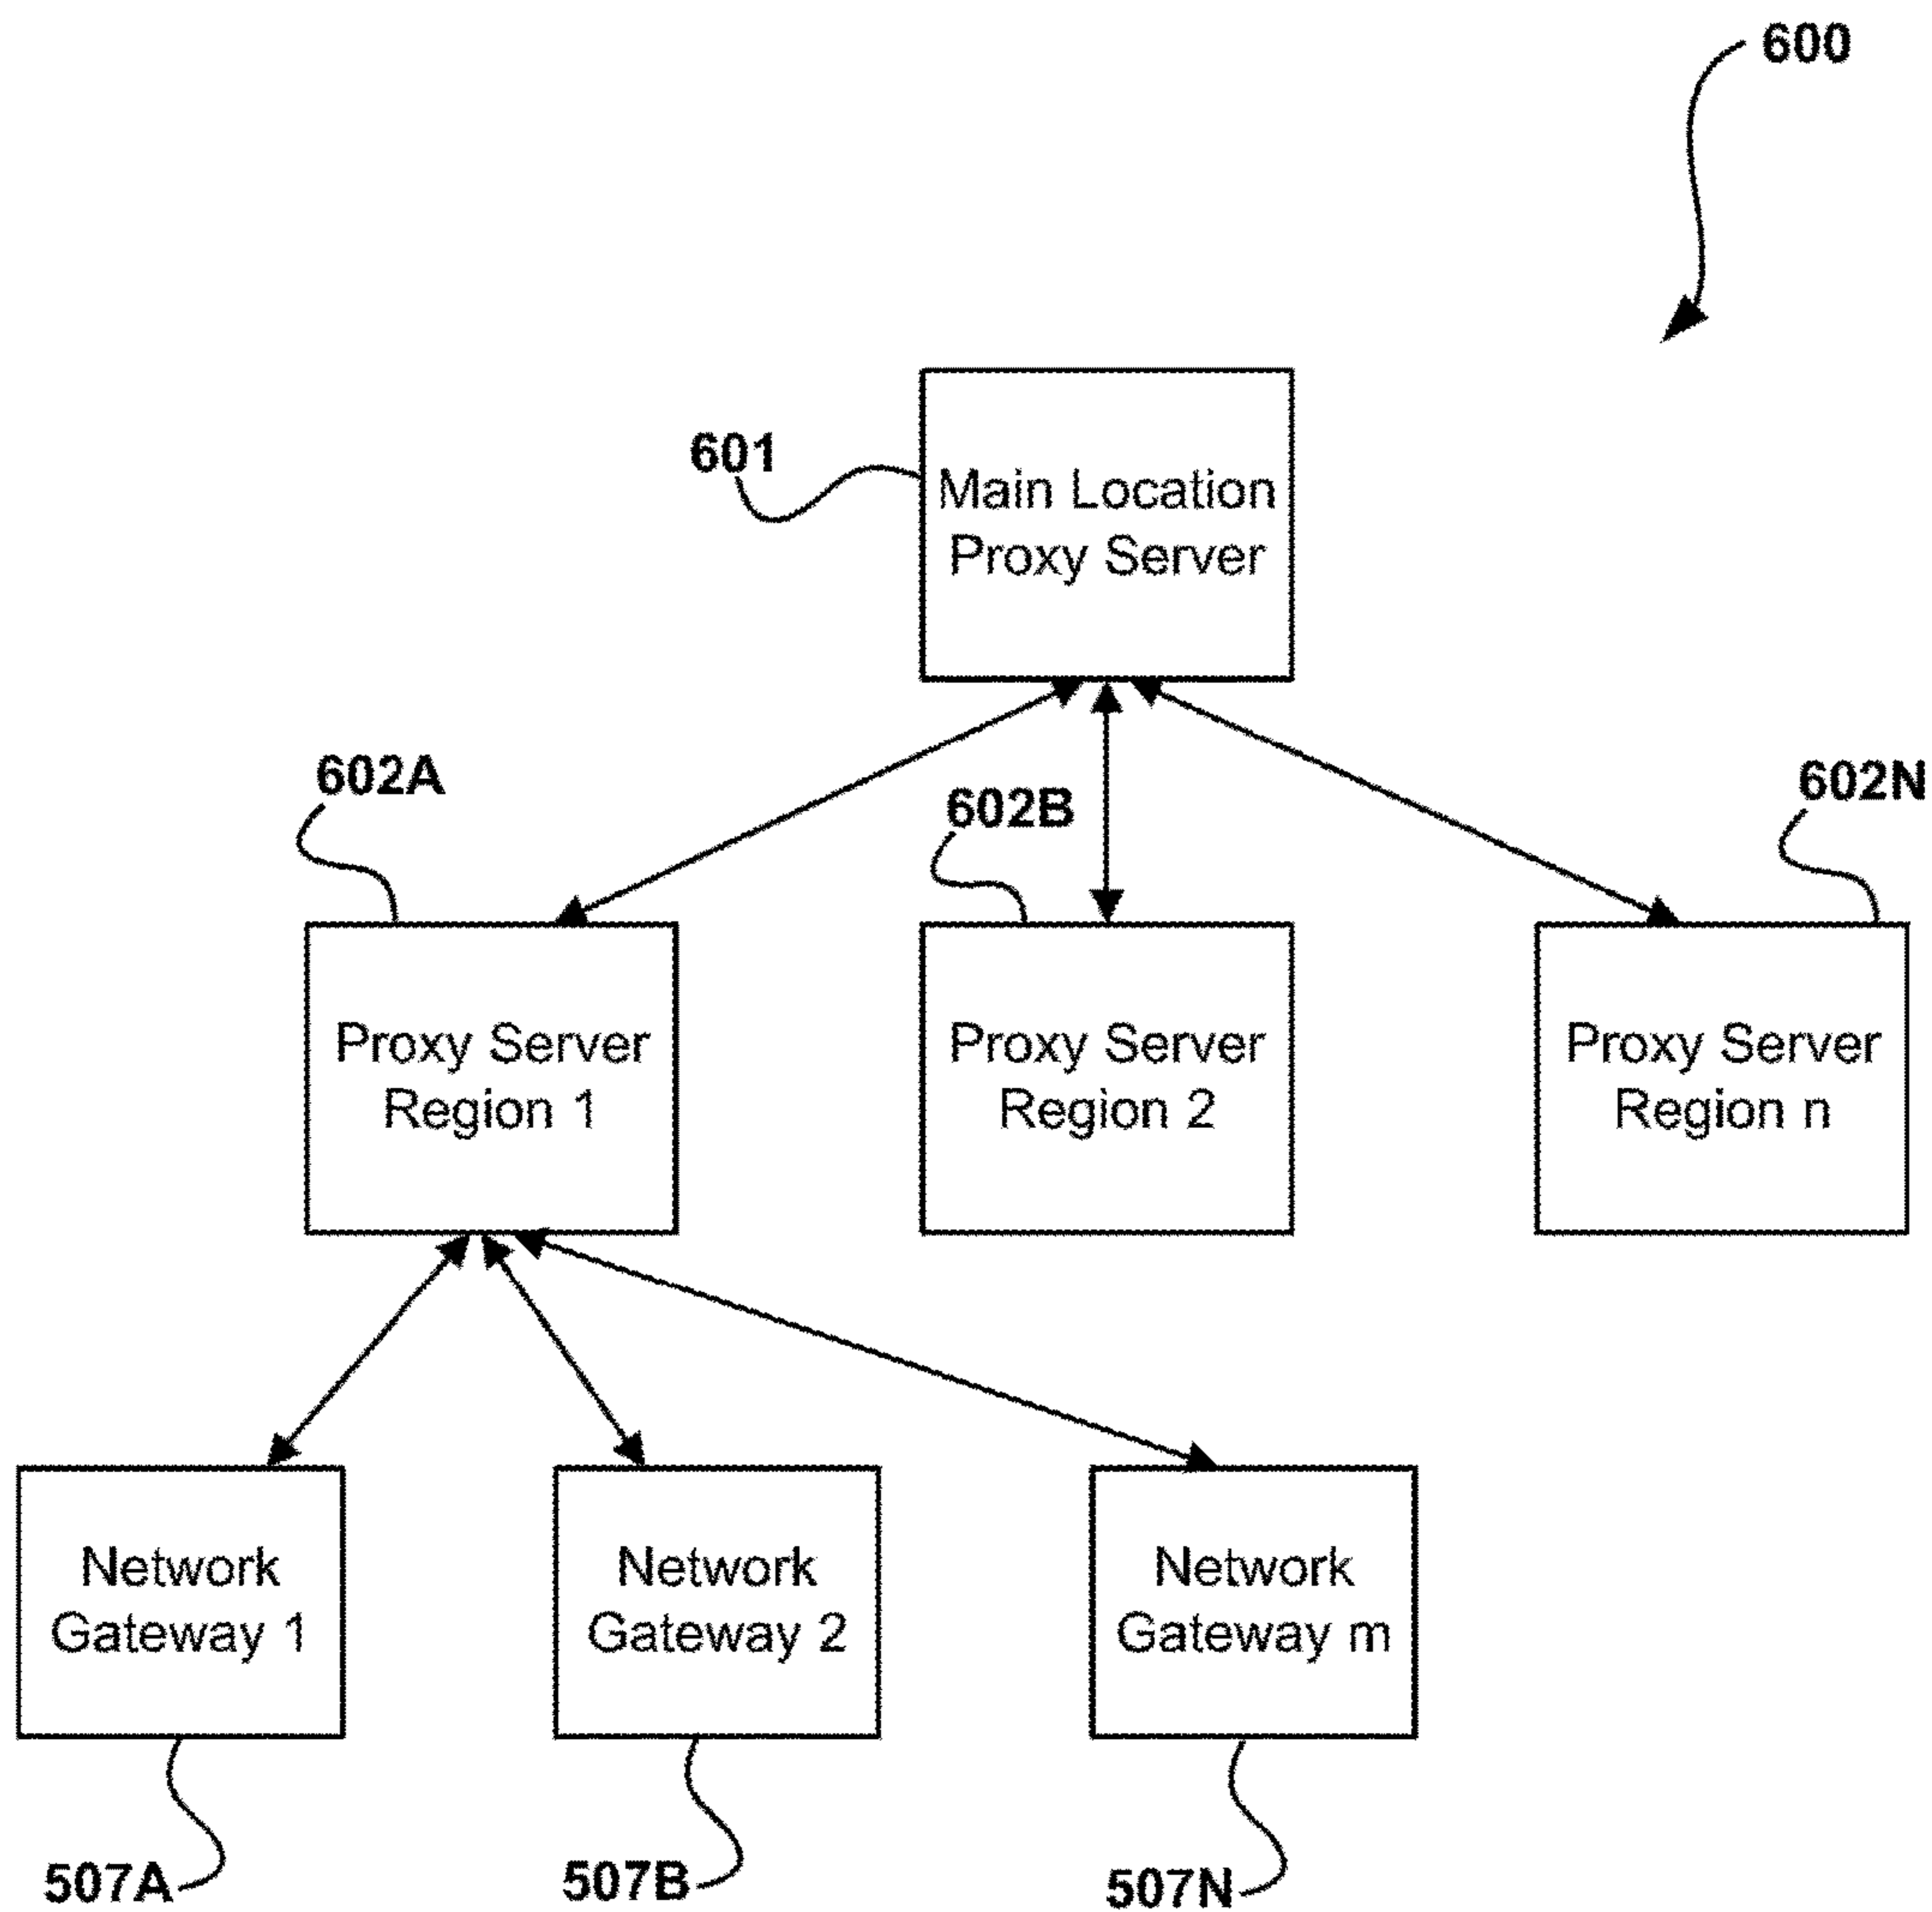 600
601
Main Location
Proxy Server
602A
602B
602N
Proxy Server
Region 1
Proxy Server
Region 2
Proxy Server
Region n
Network
Gateway 1
Network
Gateway 2
Network
Gateway m
507A
507B
507N